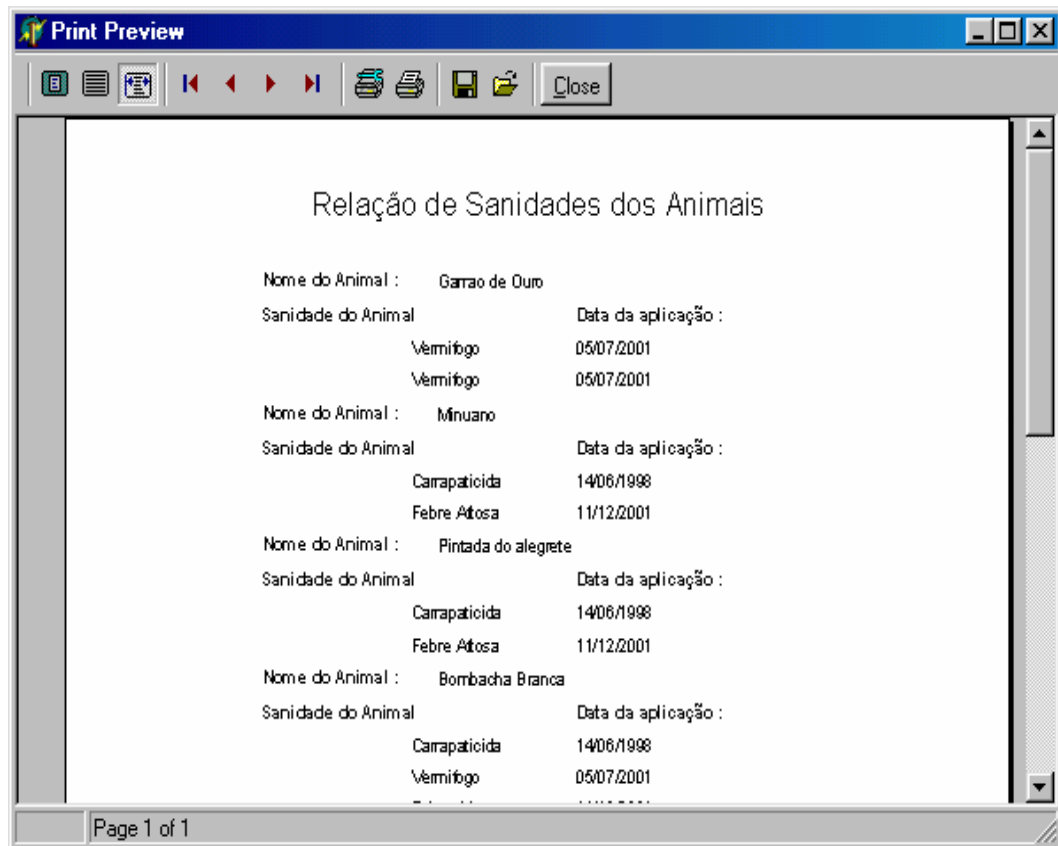 Print Preview
Close
Relação de Sanidades dos Animais
Nome do Animal : Garrao de Ouro
Sanidade do Animal Data da aplicação :
Vermifogo 05/07/2001
Vermifogo 05/07/2001
Nome do Animal : Minuano
Sanidade do Animal Data da aplicação :
Carrapaticida 14/06/1998
Febre Aftosa 11/12/2001
Nome do Animal : Pintada do alegrete
Sanidade do Animal Data da aplicação :
Carrapaticida 14/06/1998
Febre Aftosa 11/12/2001
Nome do Animal : Bombacha Branca
Sanidade do Animal Data da aplicação :
Carrapaticida 14/06/1998
Vermifogo 05/07/2001
Page 1 of 1